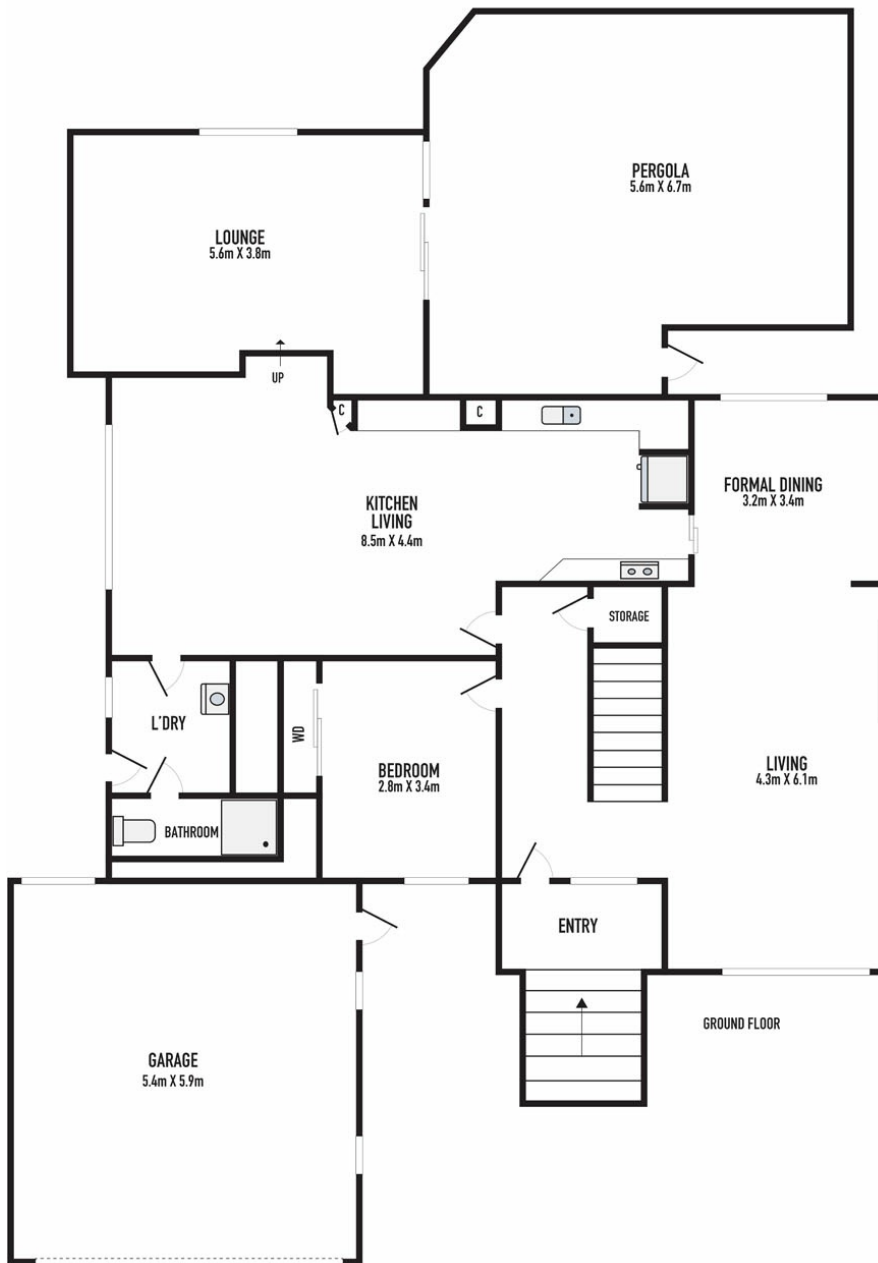 PERGOLA
5.6m X 6.7m
LOUNGE
5.6m X 3.8m
UP
C
C
FORMAL DINING
3.2m X 3.4m
KITCHEN
LIVING
8.5m X 4.4m
STORAGE
L'DRY
WD
BEDROOM
2.8m X 3.4m
LIVING
4.3m X 6.1m
BATHROOM
ENTRY
GROUND FLOOR
GARAGE
5.4m X 5.9m